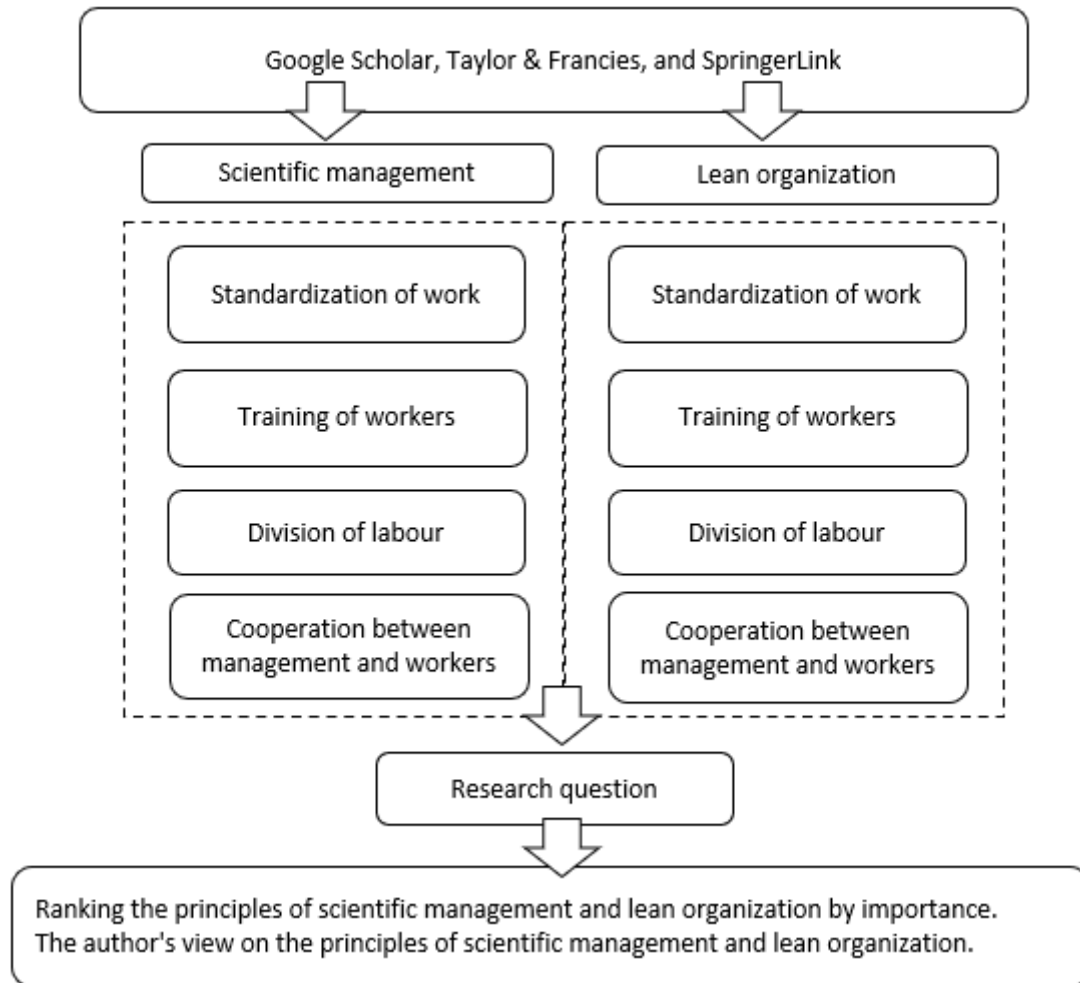 Google Scholar, Taylor & Francies, and SpringerLink
Scientific management
Lean organization
Standardization of work
Standardization of work
Training of workers
Training of workers
Division of labour
Division of labour
Cooperation between
management and workers
Cooperation between
management and workers
Research question
Ranking the principles of scientific management and lean organization by importance.
The author's view on the principles of scientific management and lean organization.